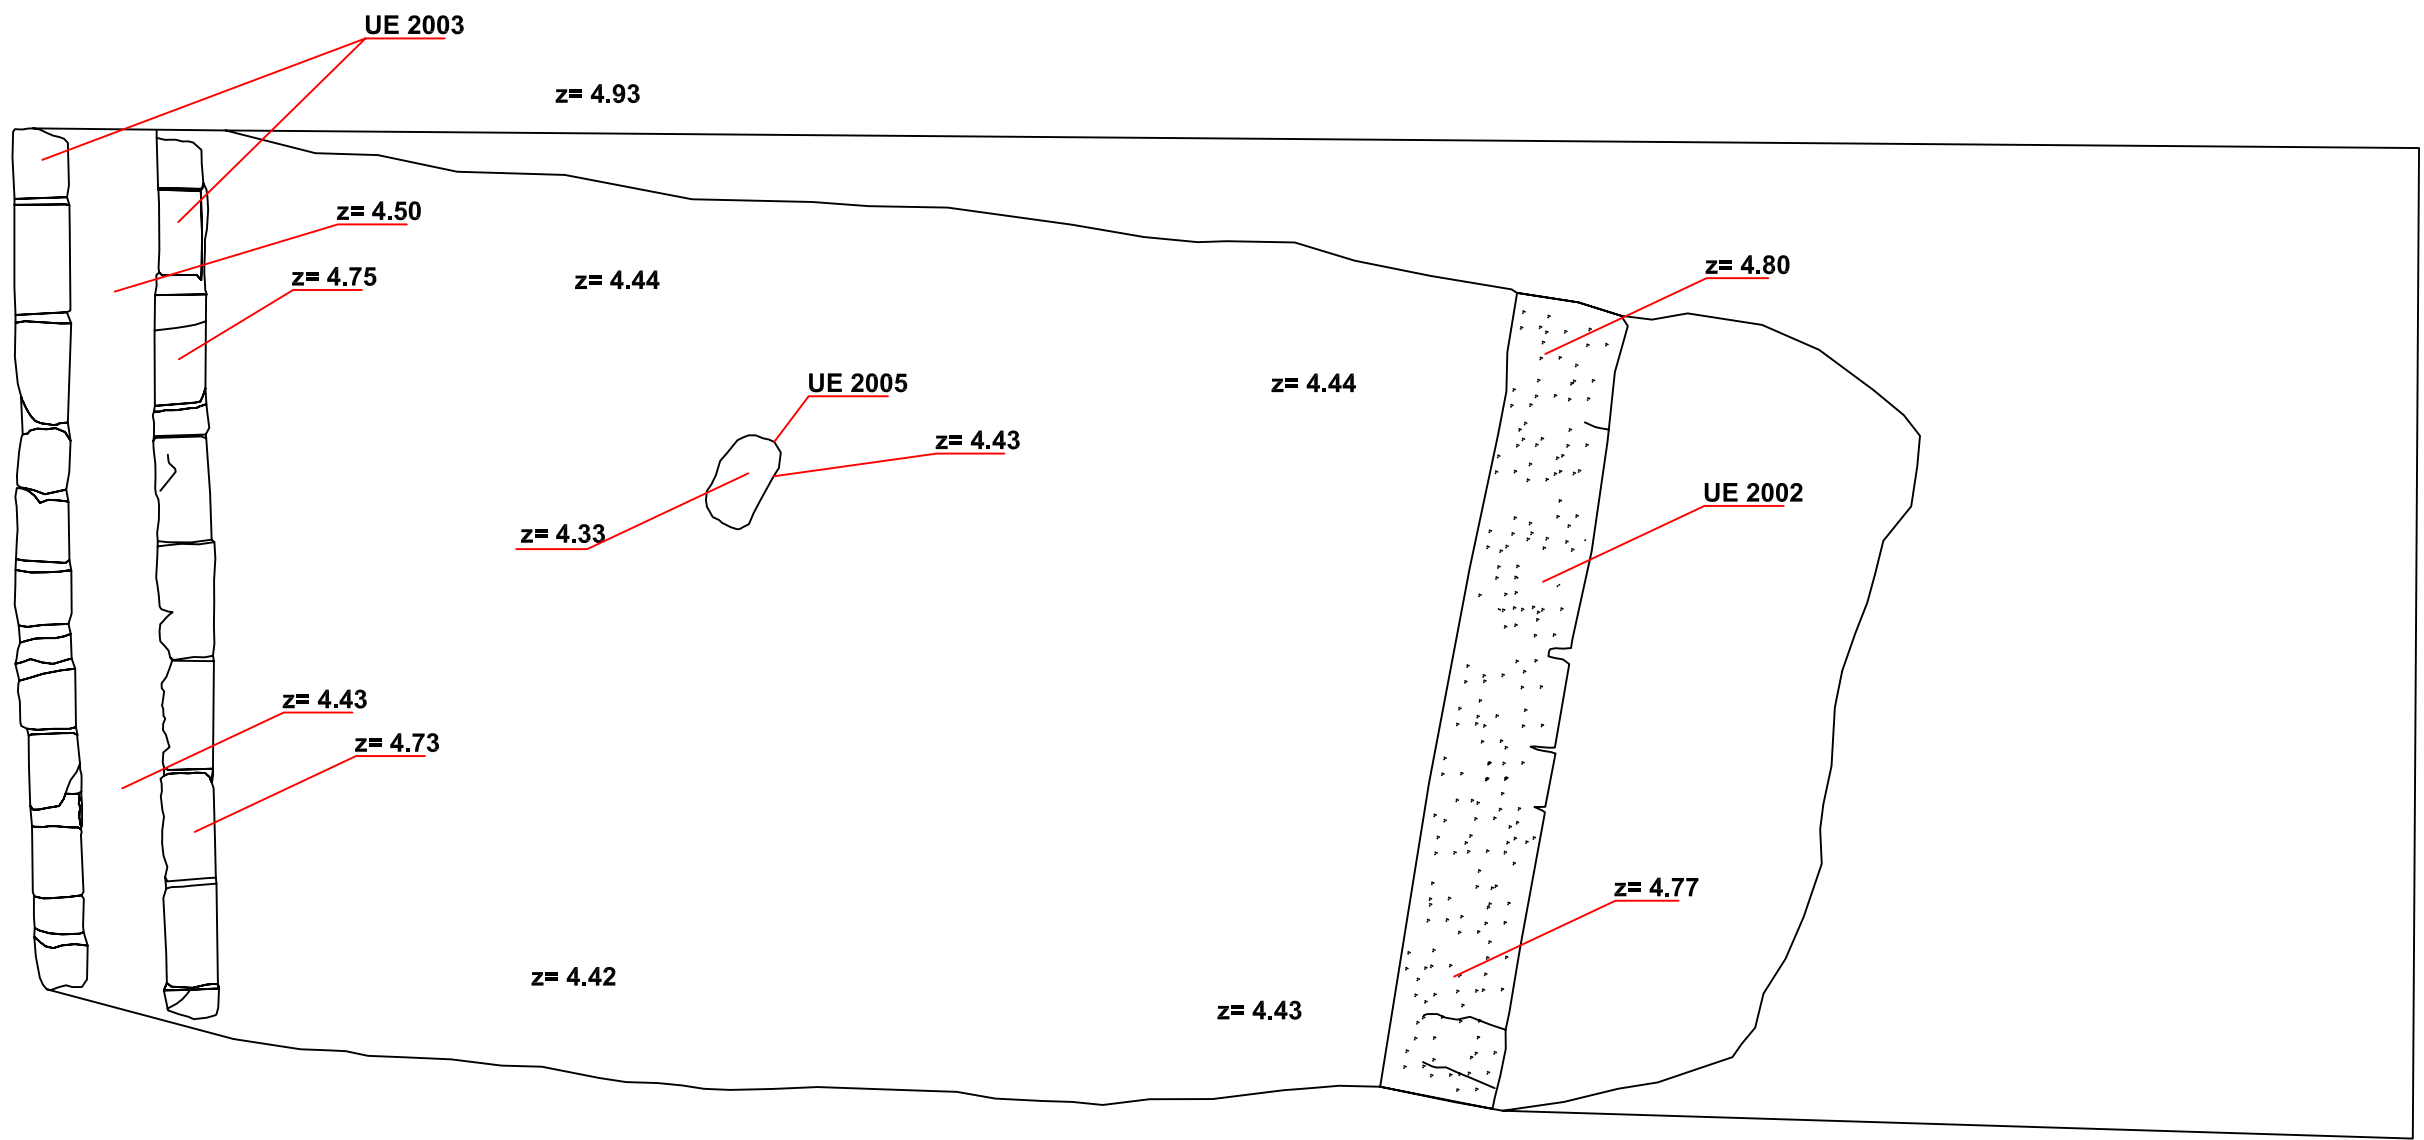 UE 2003
z= 4.93
z= 4.50
z= 4.75
z= 4.44
z= 4.80
UE 2005
z= 4.44
z= 4.43
UE 2002
z= 4.33
z= 4.43
z= 4.73
z= 4.77
z= 4.42
z= 4.43